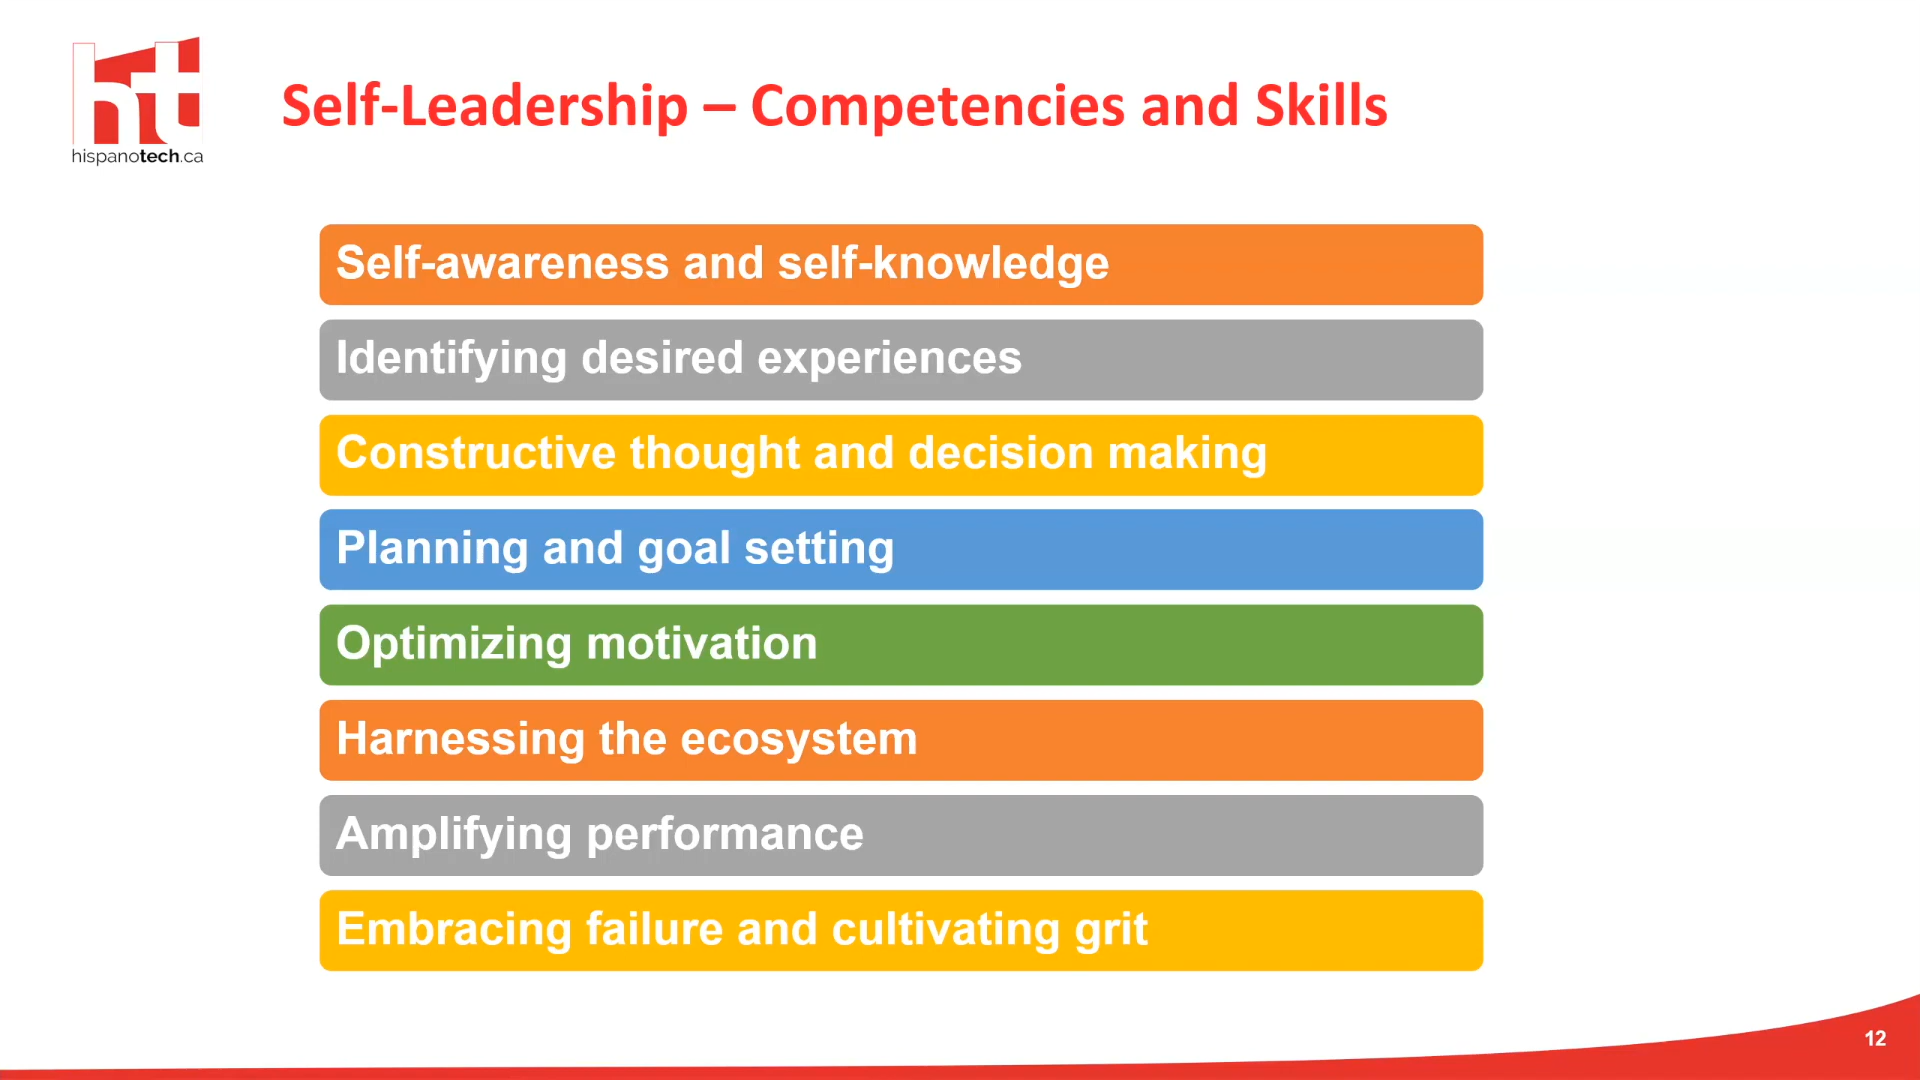 ht
hispanotech.ca
Self-Leadership – Competencies and Skills
Self-awareness and self-knowledge
Identifying desired experiences
Constructive thought and decision making
Planning and goal setting
Optimizing motivation
Harnessing the ecosystem
Amplifying performance
Embracing failure and cultivating grit
12